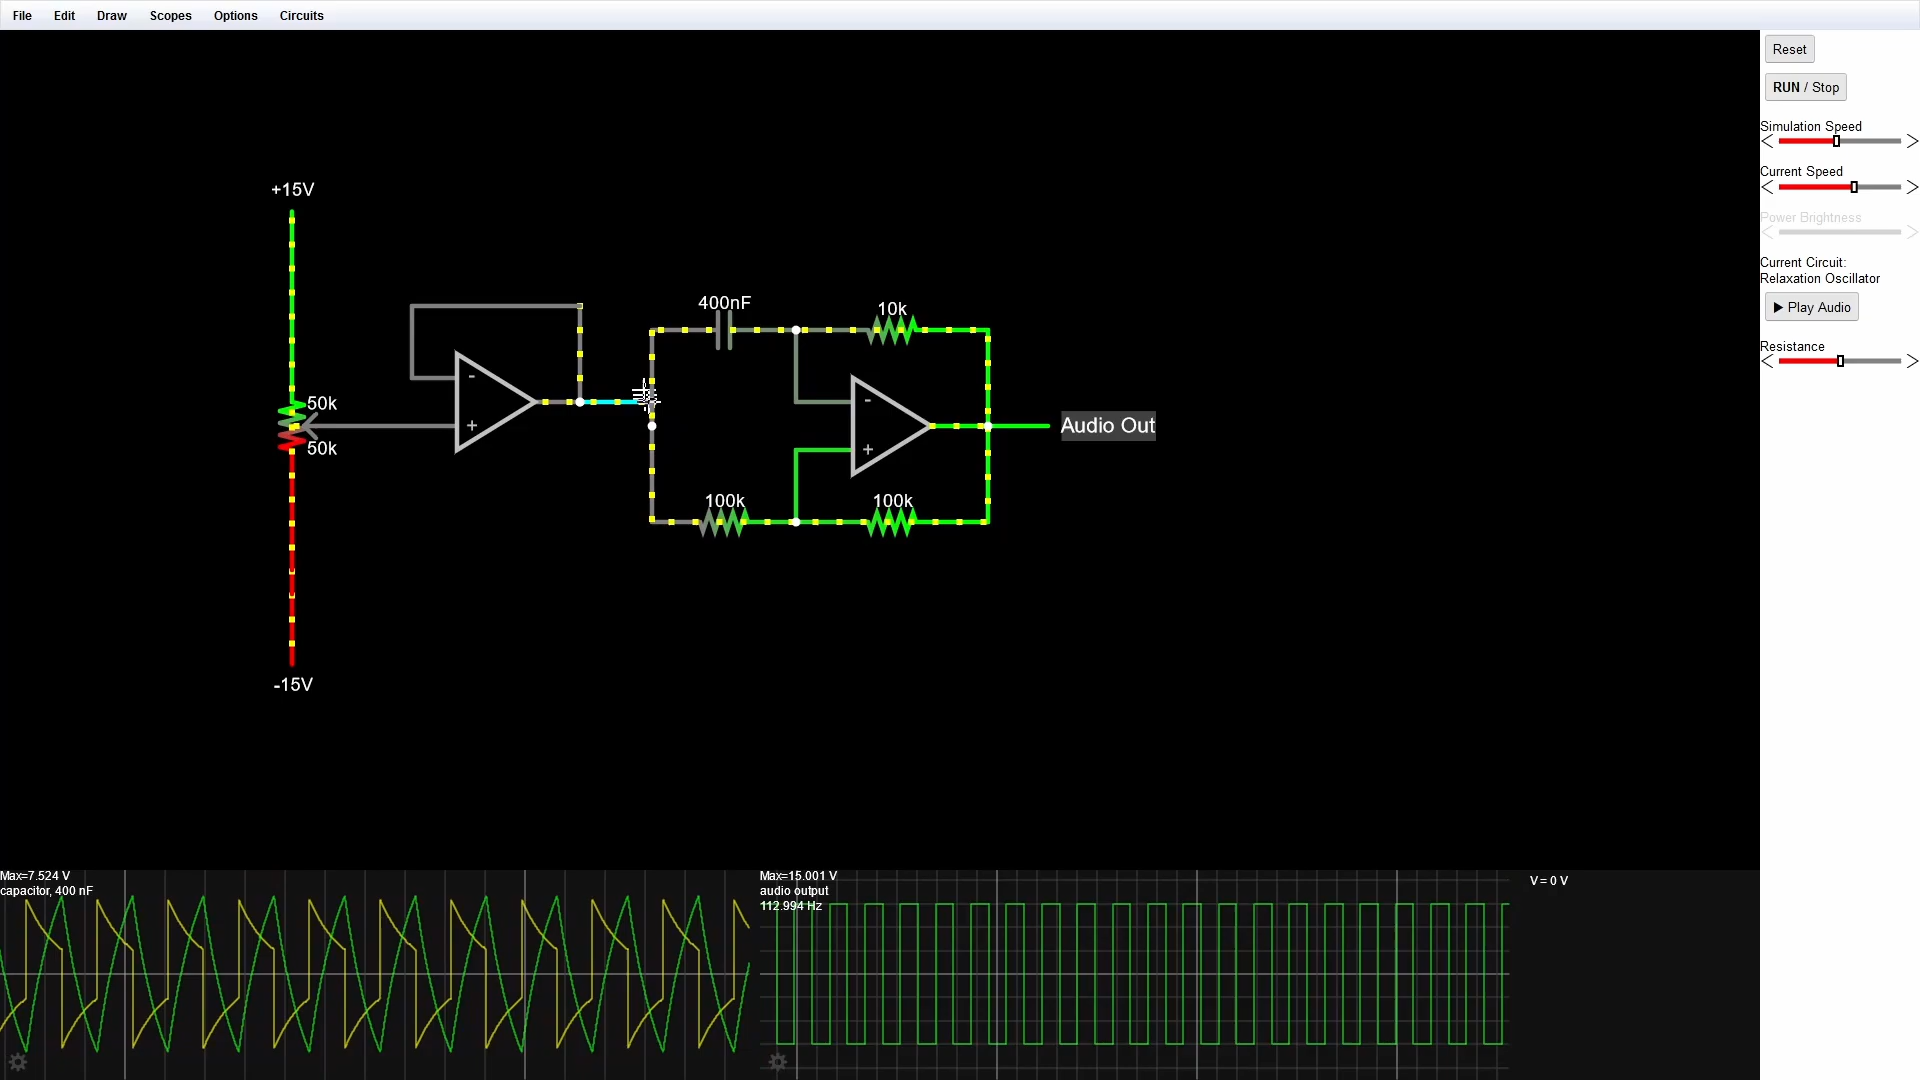 File Edit Draw Scopes Options Circuits
Reset
RUN / Stop
Simulation Speed
Current Speed
Power Brightness
Current Circuit:
Relaxation Oscillator
▶ Play Audio
Resistance
+15V
50k
50k
-15V
-
+
400nF
10k
-
+
Audio Out
100k
100k
Max=7.524 V
capacitor, 400 nF
Max=15.001 V
audio output
112.994 Hz
V = 0 V